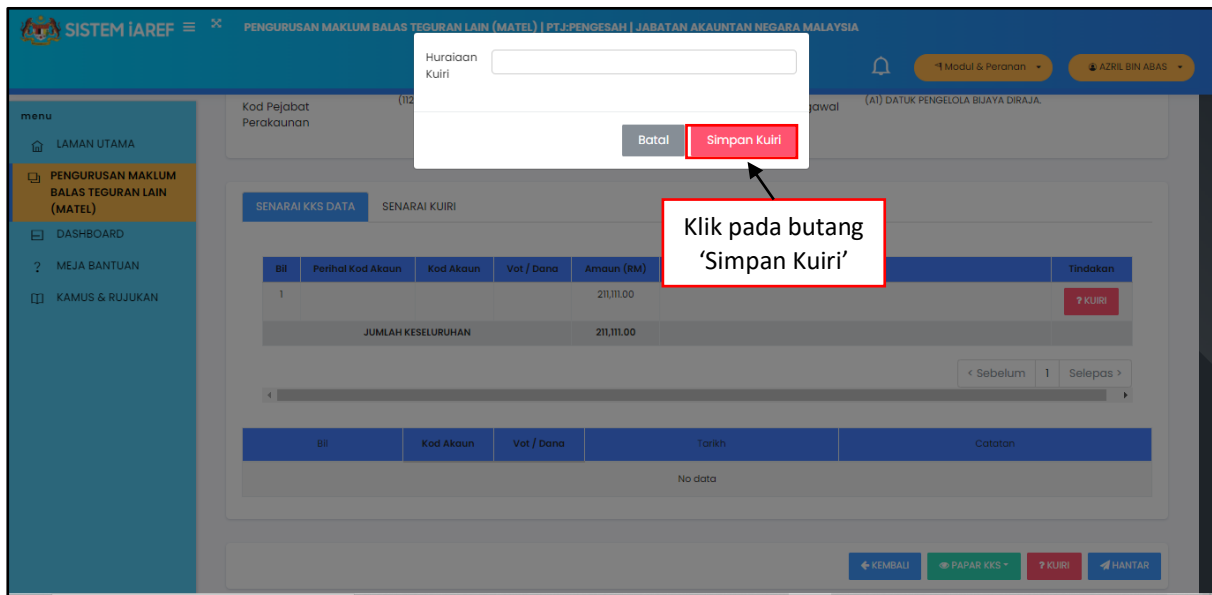 SISTEM iAREF
PENGURUSAN MAKLUM BALAS TEGURAN LAIN (MATEL) | PTJ:PENGESAH | JABATAN AKAUNTAN NEGARA MALAYSIA
Huraiaan
Kuiri
Modul & Peranan
AZRIL BIN ABAS
menu
LAMAN UTAMA
PENGURUSAN MAKLUM
BALAS TEGURAN LAIN
(MATEL)
DASHBOARD
? MEJA BANTUAN
KAMUS & RUJUKAN
Kod Pejabat
Perakaunan
(112
(A1) DATUK PENGELOLA BIJAYA DIRAJA.
Batal Simpan Kuiri
Klik pada butang
‘Simpan Kuiri’
SENARAI KKS DATA SENARAI KUIRI
Bil Perihal Kod Akaun Kod Akaun Vot / Dana Amaun (RM) Tindakan
1 211,111.00 ? KUIRI
JUMLAH KESELURUHAN 211,111.00
< Sebelum 1 Selepas >
Bil Kod Akaun Vot / Dana Tarikh Catatan
No data
KEMBALI PAPAR KKS ? KUIRI HANTAR